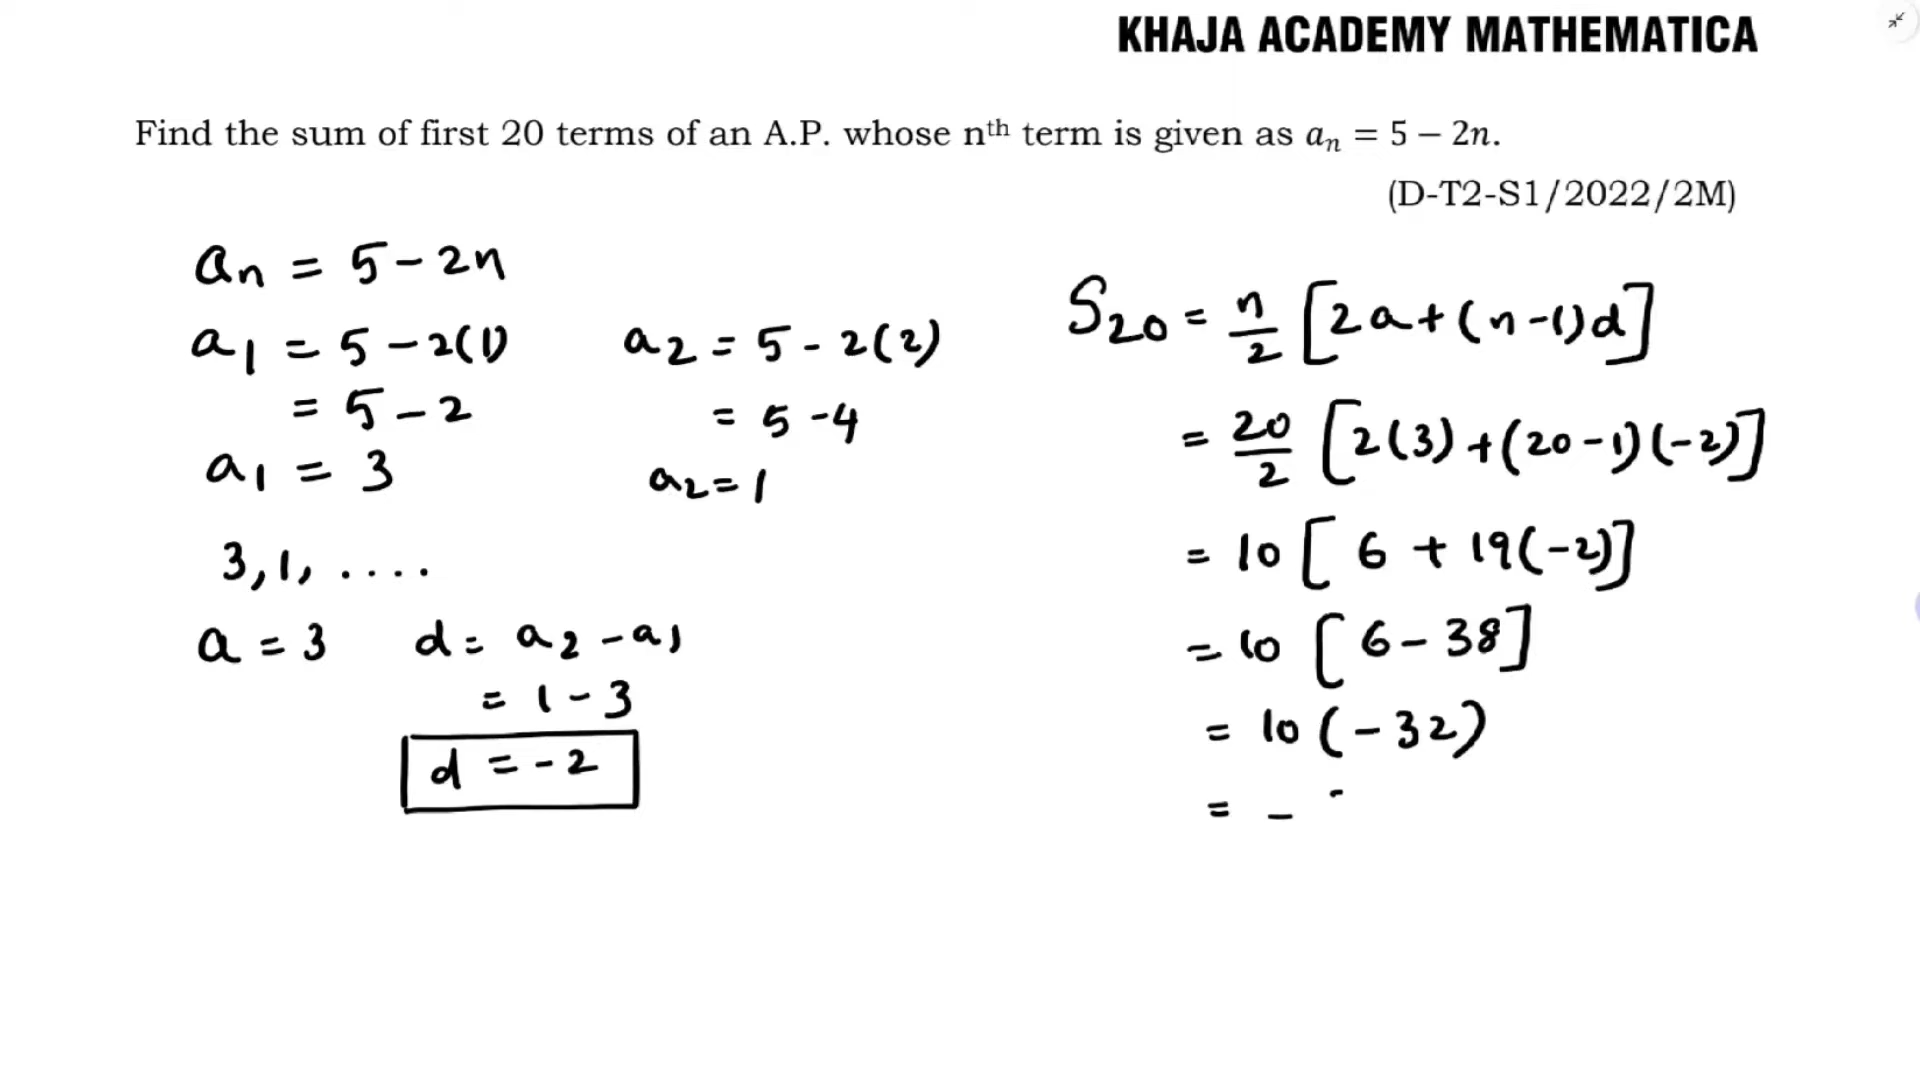 KHAJA ACADEMY MATHEMATICA
Find the sum of first 20 terms of an A.P. whose nth term is given as aₙ = 5 − 2n.
(D-T2-S1/2022/2M)
an = 5 - 2n
a1 = 5 - 2(1)
= 5 - 2
a1 = 3
a2 = 5 - 2(2)
= 5 - 4
a2 = 1
3, 1, ....
a = 3 d = a2 - a1
= 1 - 3
d = -2
S20 = n/2 [2a + (n-1)d]
= 20/2 [2(3) + (20-1)(-2)]
= 10 [6 + 19(-2)]
= 10 [6 - 38]
= 10 (-32)
= -